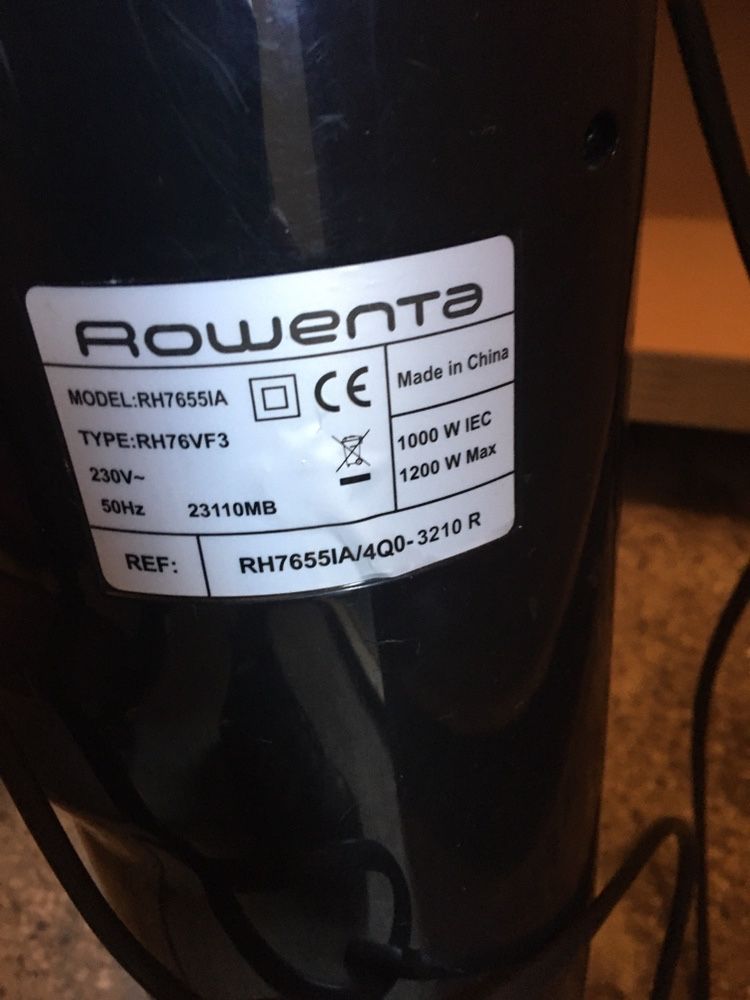 Rowenta
MODEL:RH7655IA
TYPE:RH76VF3
230V~
50Hz 23110MB
CE
Made in China
1000 W IEC
1200 W Max
REF: RH7655IA/4Q0-3210 R